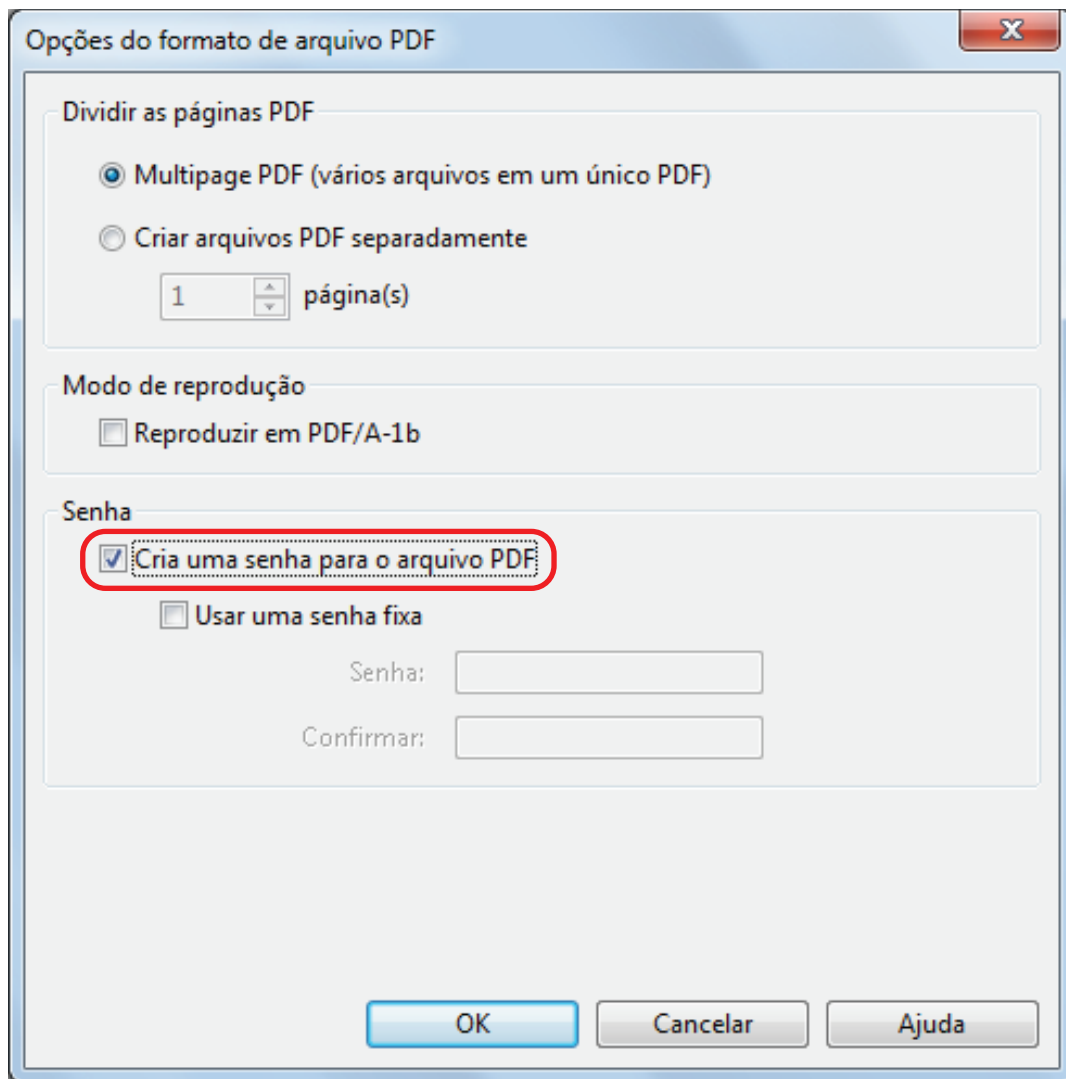 Opções do formato de arquivo PDF
Dividir as páginas PDF
Multipage PDF (vários arquivos em um único PDF)
Criar arquivos PDF separadamente
1 página(s)
Modo de reprodução
Reproduzir em PDF/A-1b
Senha
Cria uma senha para o arquivo PDF
Usar uma senha fixa
Senha:
Confirmar:
OK Cancelar Ajuda